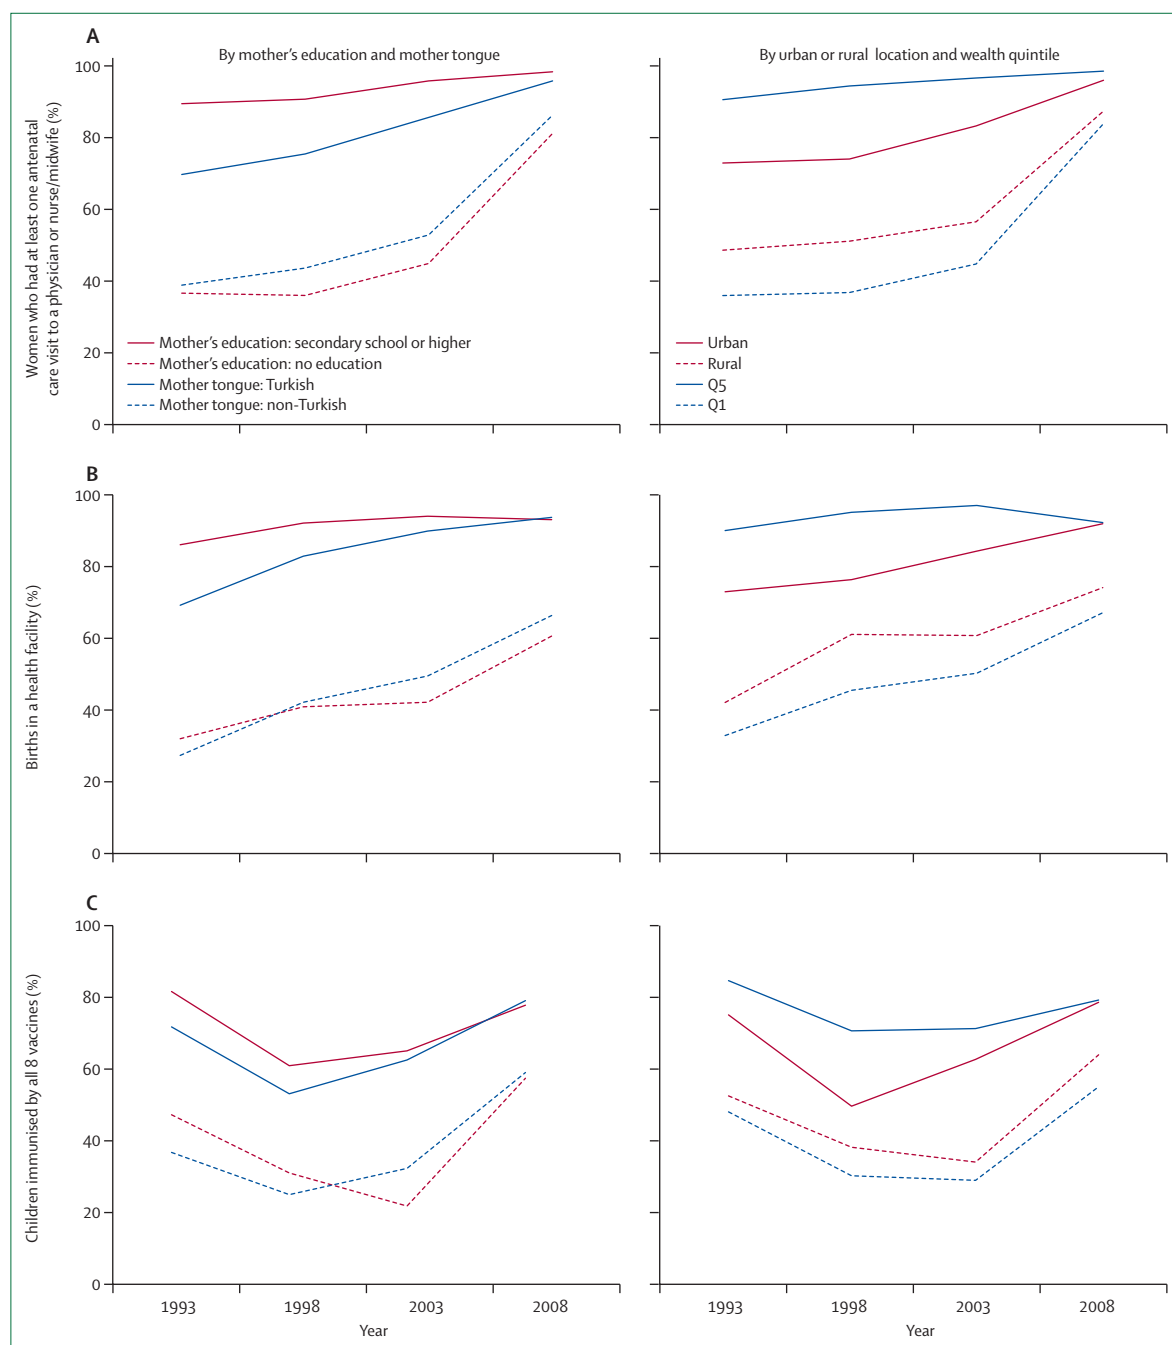 A
By mother's education and mother tongue
By urban or rural location and wealth quintile
Women who had at least one antenatal
care visit to a physician or nurse/midwife (%)
100
80
60
40
20
0
Mother's education: secondary school or higher
Mother's education: no education
Mother tongue: Turkish
Mother tongue: non-Turkish
Urban
Rural
Q5
Q1
B
Births in a health facility (%)
100
80
60
40
20
0
C
Children immunised by all 8 vaccines (%)
100
80
60
40
20
0
1993 1998 2003 2008
Year
1993 1998 2003 2008
Year